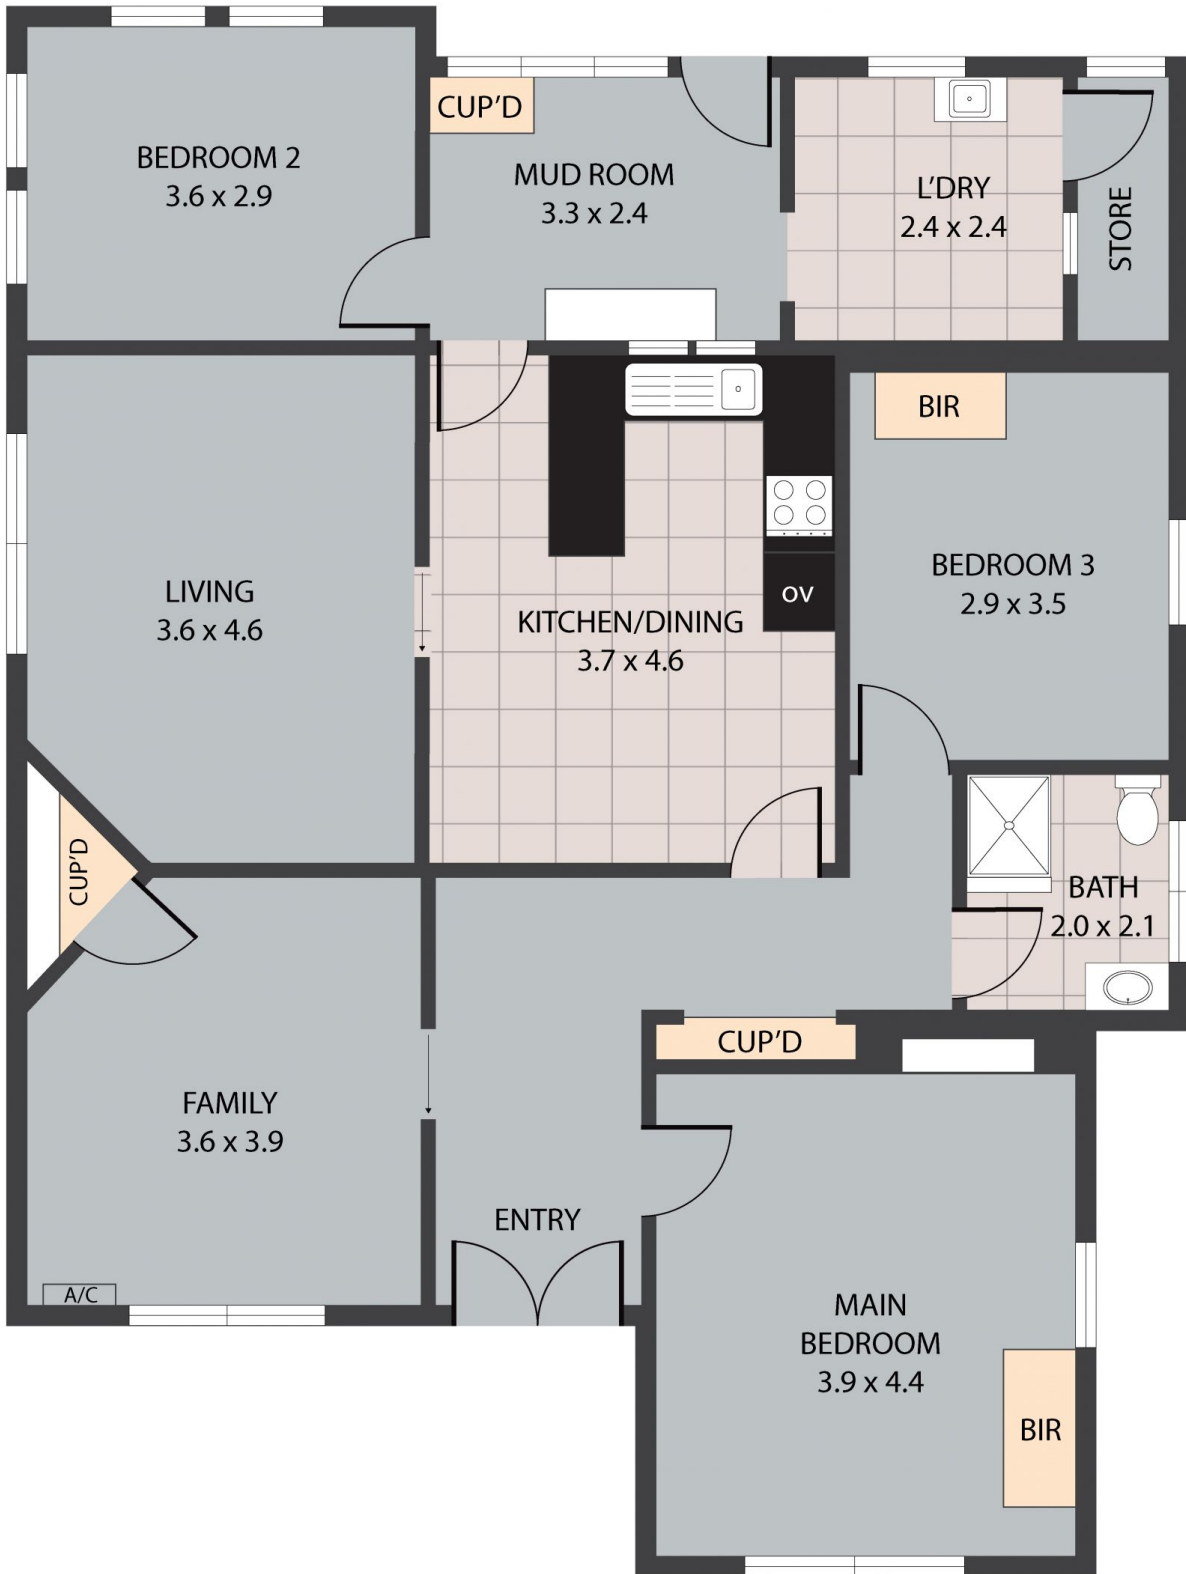 BEDROOM 2
3.6 x 2.9
CUP'D
MUD ROOM
3.3 x 2.4
L'DRY
2.4 x 2.4
STORE
LIVING
3.6 x 4.6
KITCHEN/DINING
3.7 x 4.6
OV
BIR
BEDROOM 3
2.9 x 3.5
CUP'D
BATH
2.0 x 2.1
FAMILY
3.6 x 3.9
A/C
ENTRY
CUP'D
MAIN
BEDROOM
3.9 x 4.4
BIR